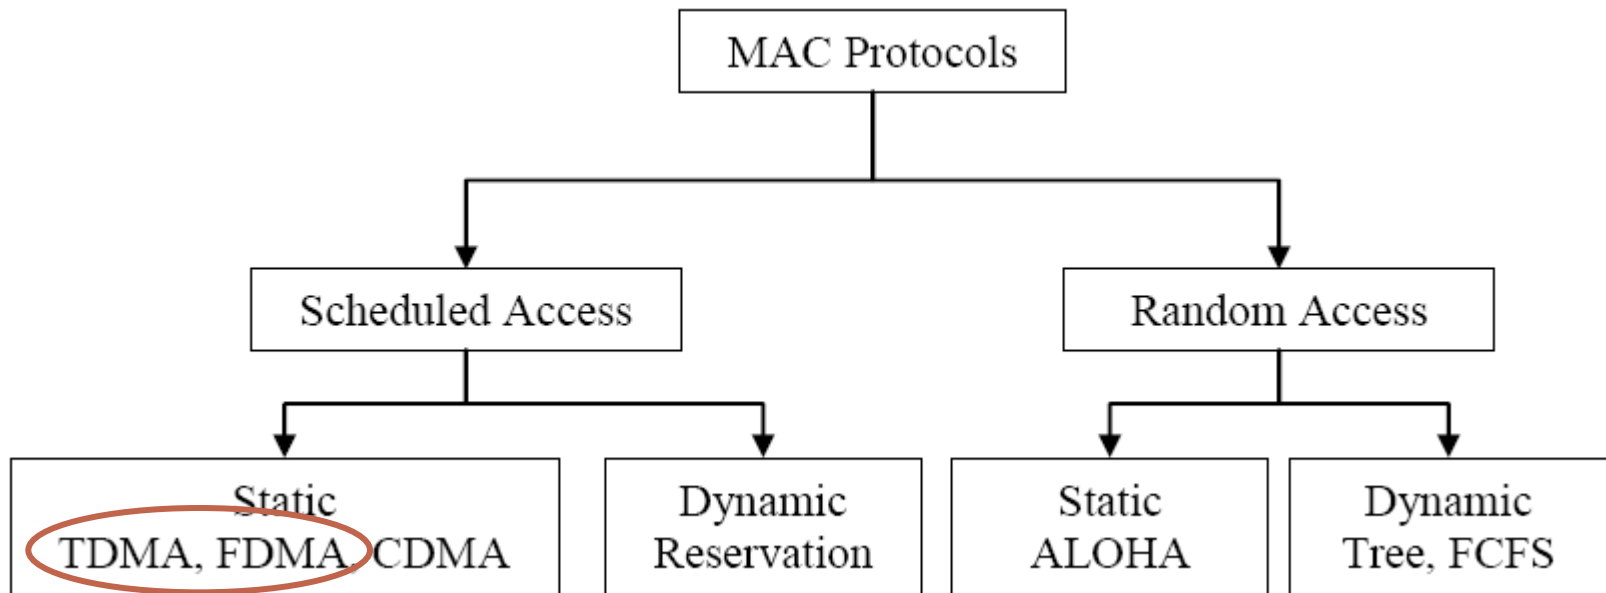 MAC Protocols
Scheduled Access
Random Access
Static
TDMA, FDMA, CDMA
Dynamic
Reservation
Static
ALOHA
Dynamic
Tree, FCFS